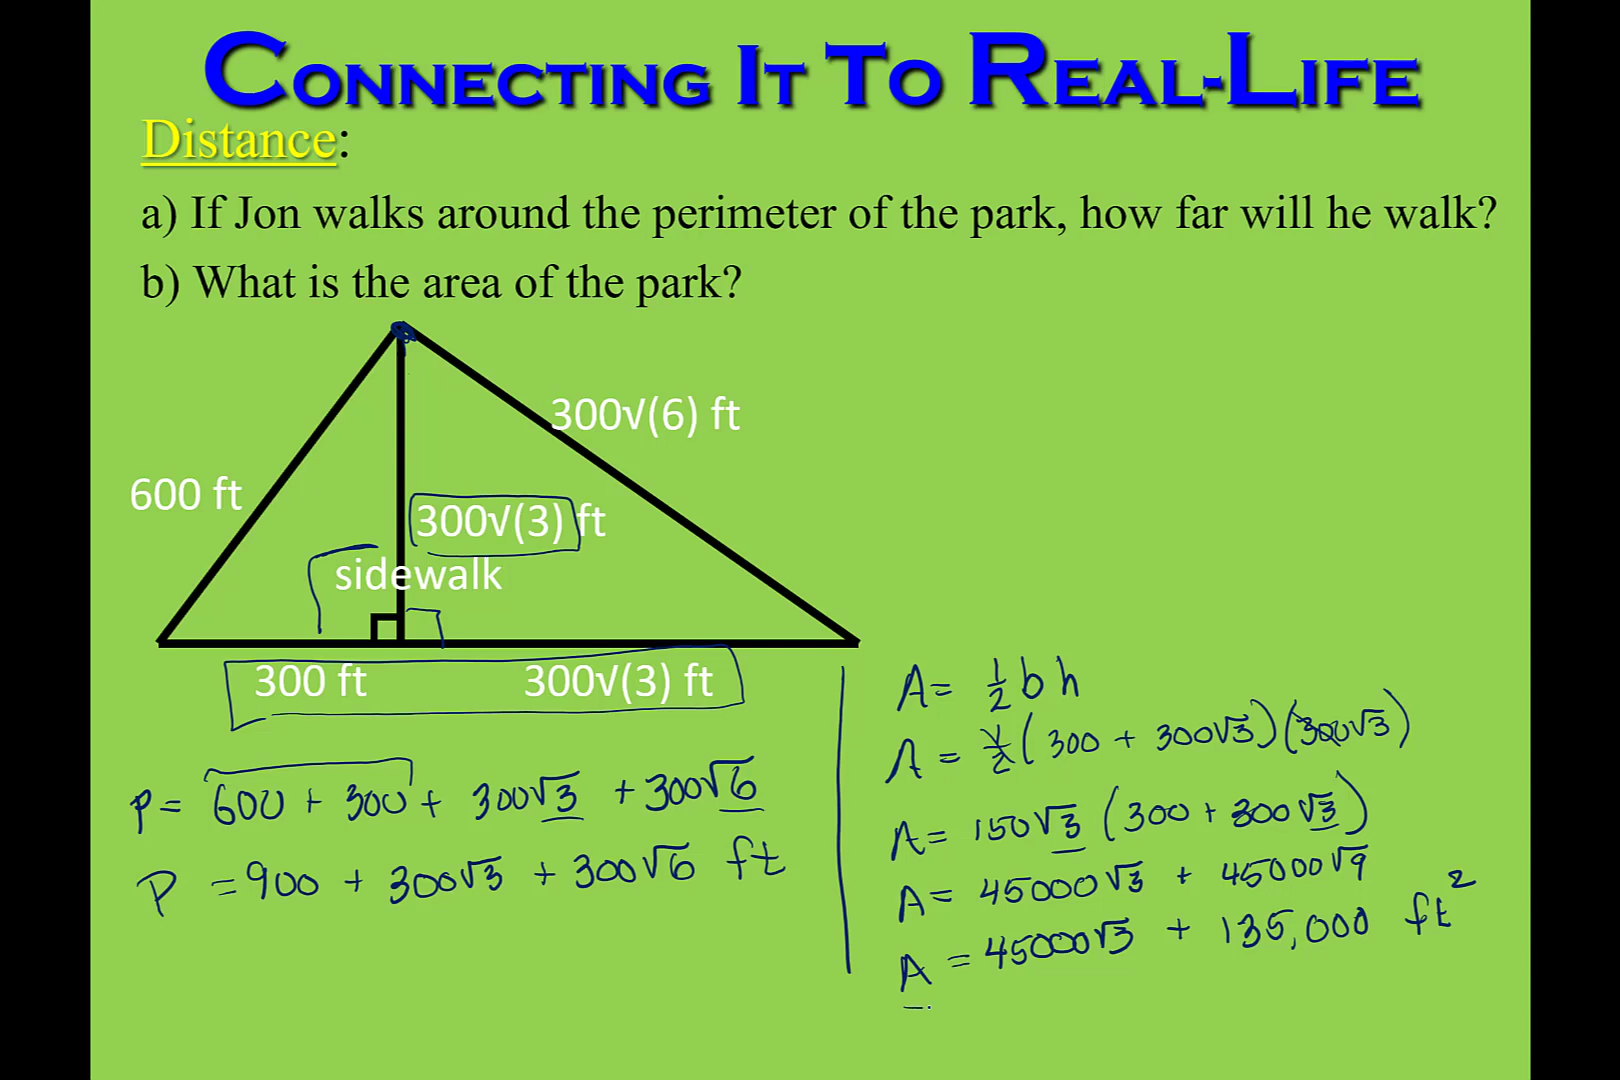 CONNECTING IT TO REAL-LIFE
Distance:
a) If Jon walks around the perimeter of the park, how far will he walk?
b) What is the area of the park?
300√(6) ft
600 ft
300√(3) ft
sidewalk
300 ft 300√(3) ft
P = 600 + 300 + 300√3 + 300√6
P = 900 + 300√3 + 300√6 ft
A = 1/2 b h
A = 1/2 (300 + 300√3)(300√3)
A = 150√3 (300 + 300√3)
A = 45000√3 + 45000√9
A = 45000√3 + 135,000 ft²